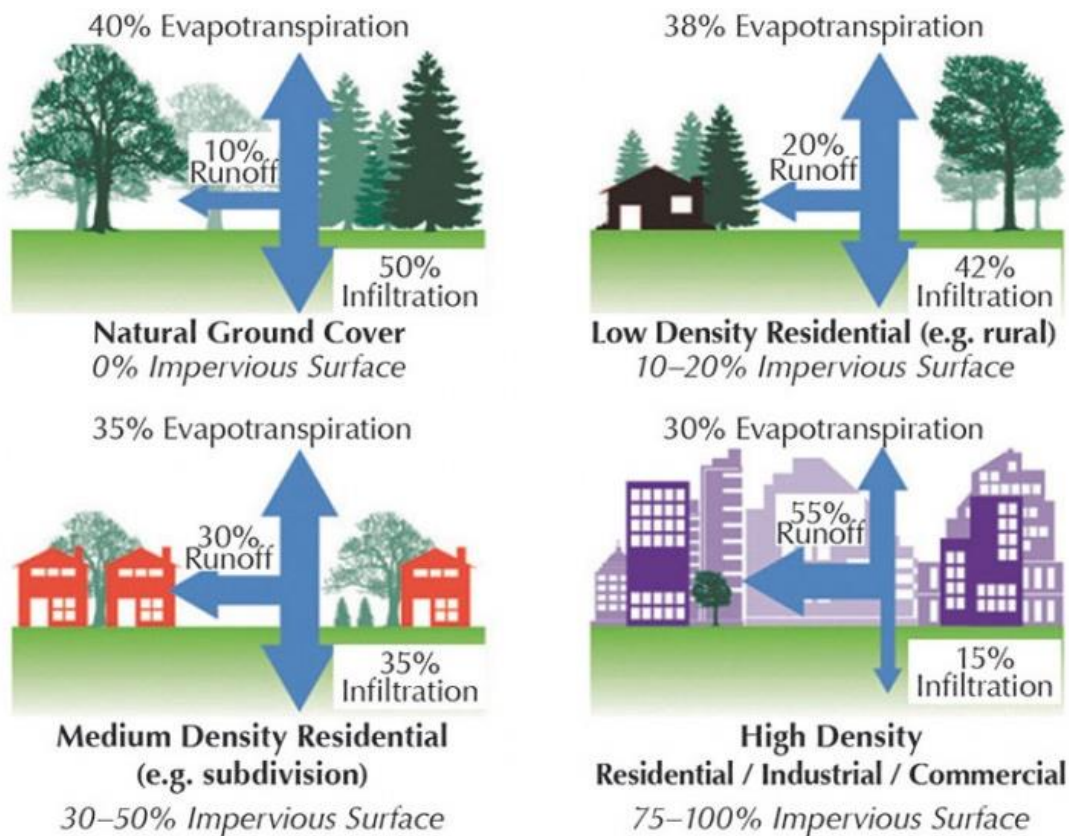 40% Evapotranspiration
10%
Runoff
50%
Infiltration
Natural Ground Cover
0% Impervious Surface
38% Evapotranspiration
20%
Runoff
42%
Infiltration
Low Density Residential (e.g. rural)
10–20% Impervious Surface
35% Evapotranspiration
30%
Runoff
35%
Infiltration
Medium Density Residential
(e.g. subdivision)
30–50% Impervious Surface
30% Evapotranspiration
55%
Runoff
15%
Infiltration
High Density
Residential / Industrial / Commercial
75–100% Impervious Surface